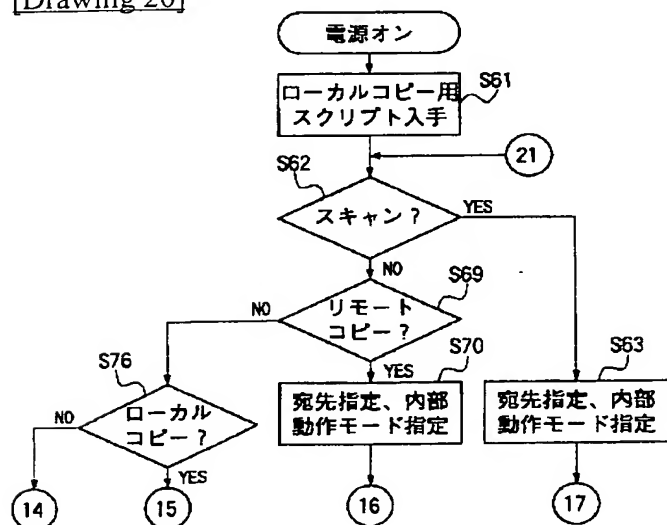 [Drawing 20]
電源オン
ローカルコピー用
スクリプト入手
S61
21
S62
スキャン?
YES
NO
S69
リモート
コピー?
NO
YES
S76
ローカル
コピー?
NO
YES
S70
宛先指定、内部
動作モード指定
S63
宛先指定、内部
動作モード指定
14
15
16
17